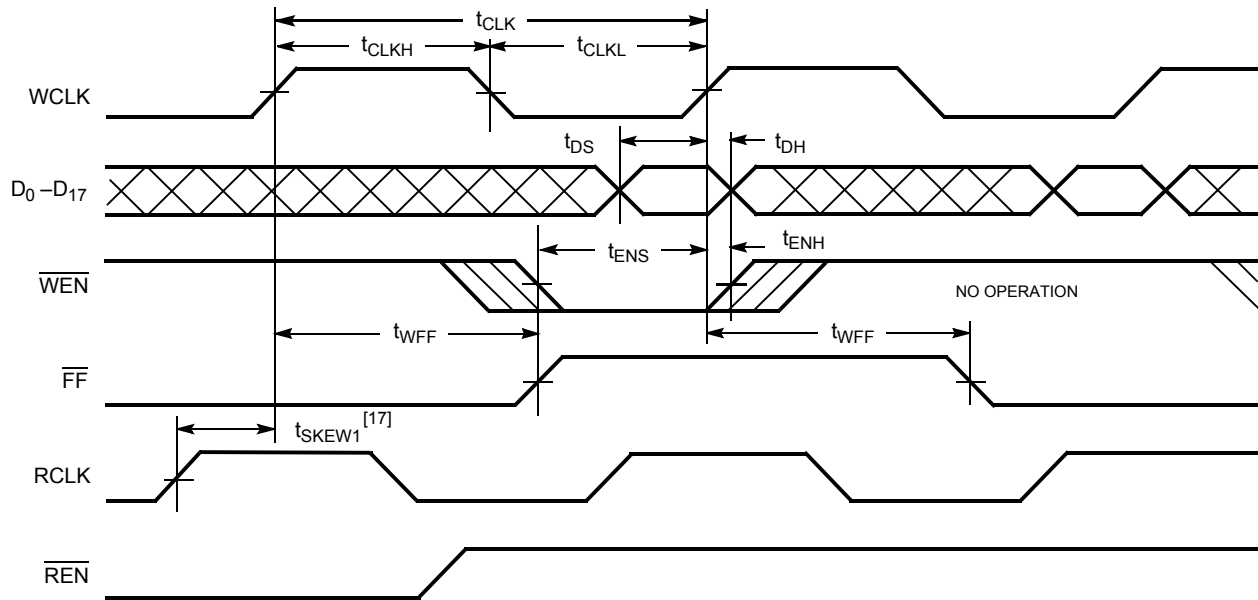 tCLK
tCLKH
tCLKL
WCLK
tDS
tDH
D0 –D17
tENS
tENH
WEN
NO OPERATION
tWFF
tWFF
FF
tSKEW1 [17]
RCLK
REN